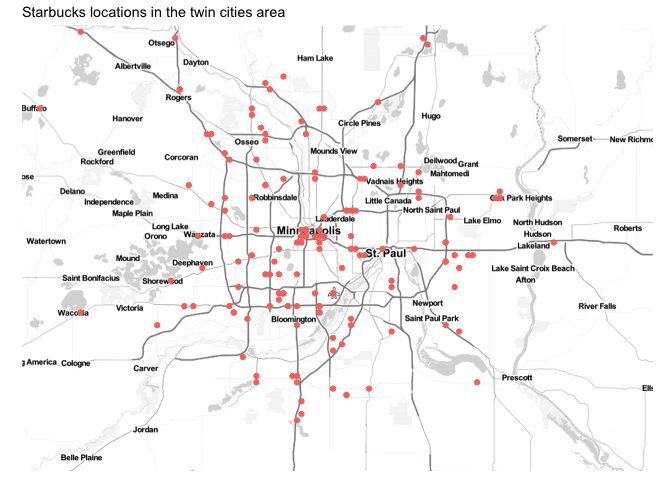 Starbucks locations in the twin cities area
Otsego
Albertville
Dayton
Ham Lake
Rogers
Buffalo
Hanover
Circle Pines
Hugo
Osseo
Somerset
New Richmo
Greenfield
Rockford
Corcoran
Mounds View
Dellwood
Grant
Mahtomedi
ose
Vadnais Heights
Delano
Medina
Robbinsdale
Independence
Little Canada
Oak Park Heights
Maple Plain
North Saint Paul
Lauderdale
Lake Elmo
North Hudson
Long Lake
Orono
Wayzata
Minneapolis
Hudson
Roberts
Watertown
Lakeland
St. Paul
Mound
Deephaven
Lake Saint Croix Beach
Saint Bonifacius
Shorewood
Afton
Newport
River Falls
Waconia
Victoria
Bloomington
Saint Paul Park
g America
Cologne
Carver
Prescott
Ells
Jordan
Belle Plaine